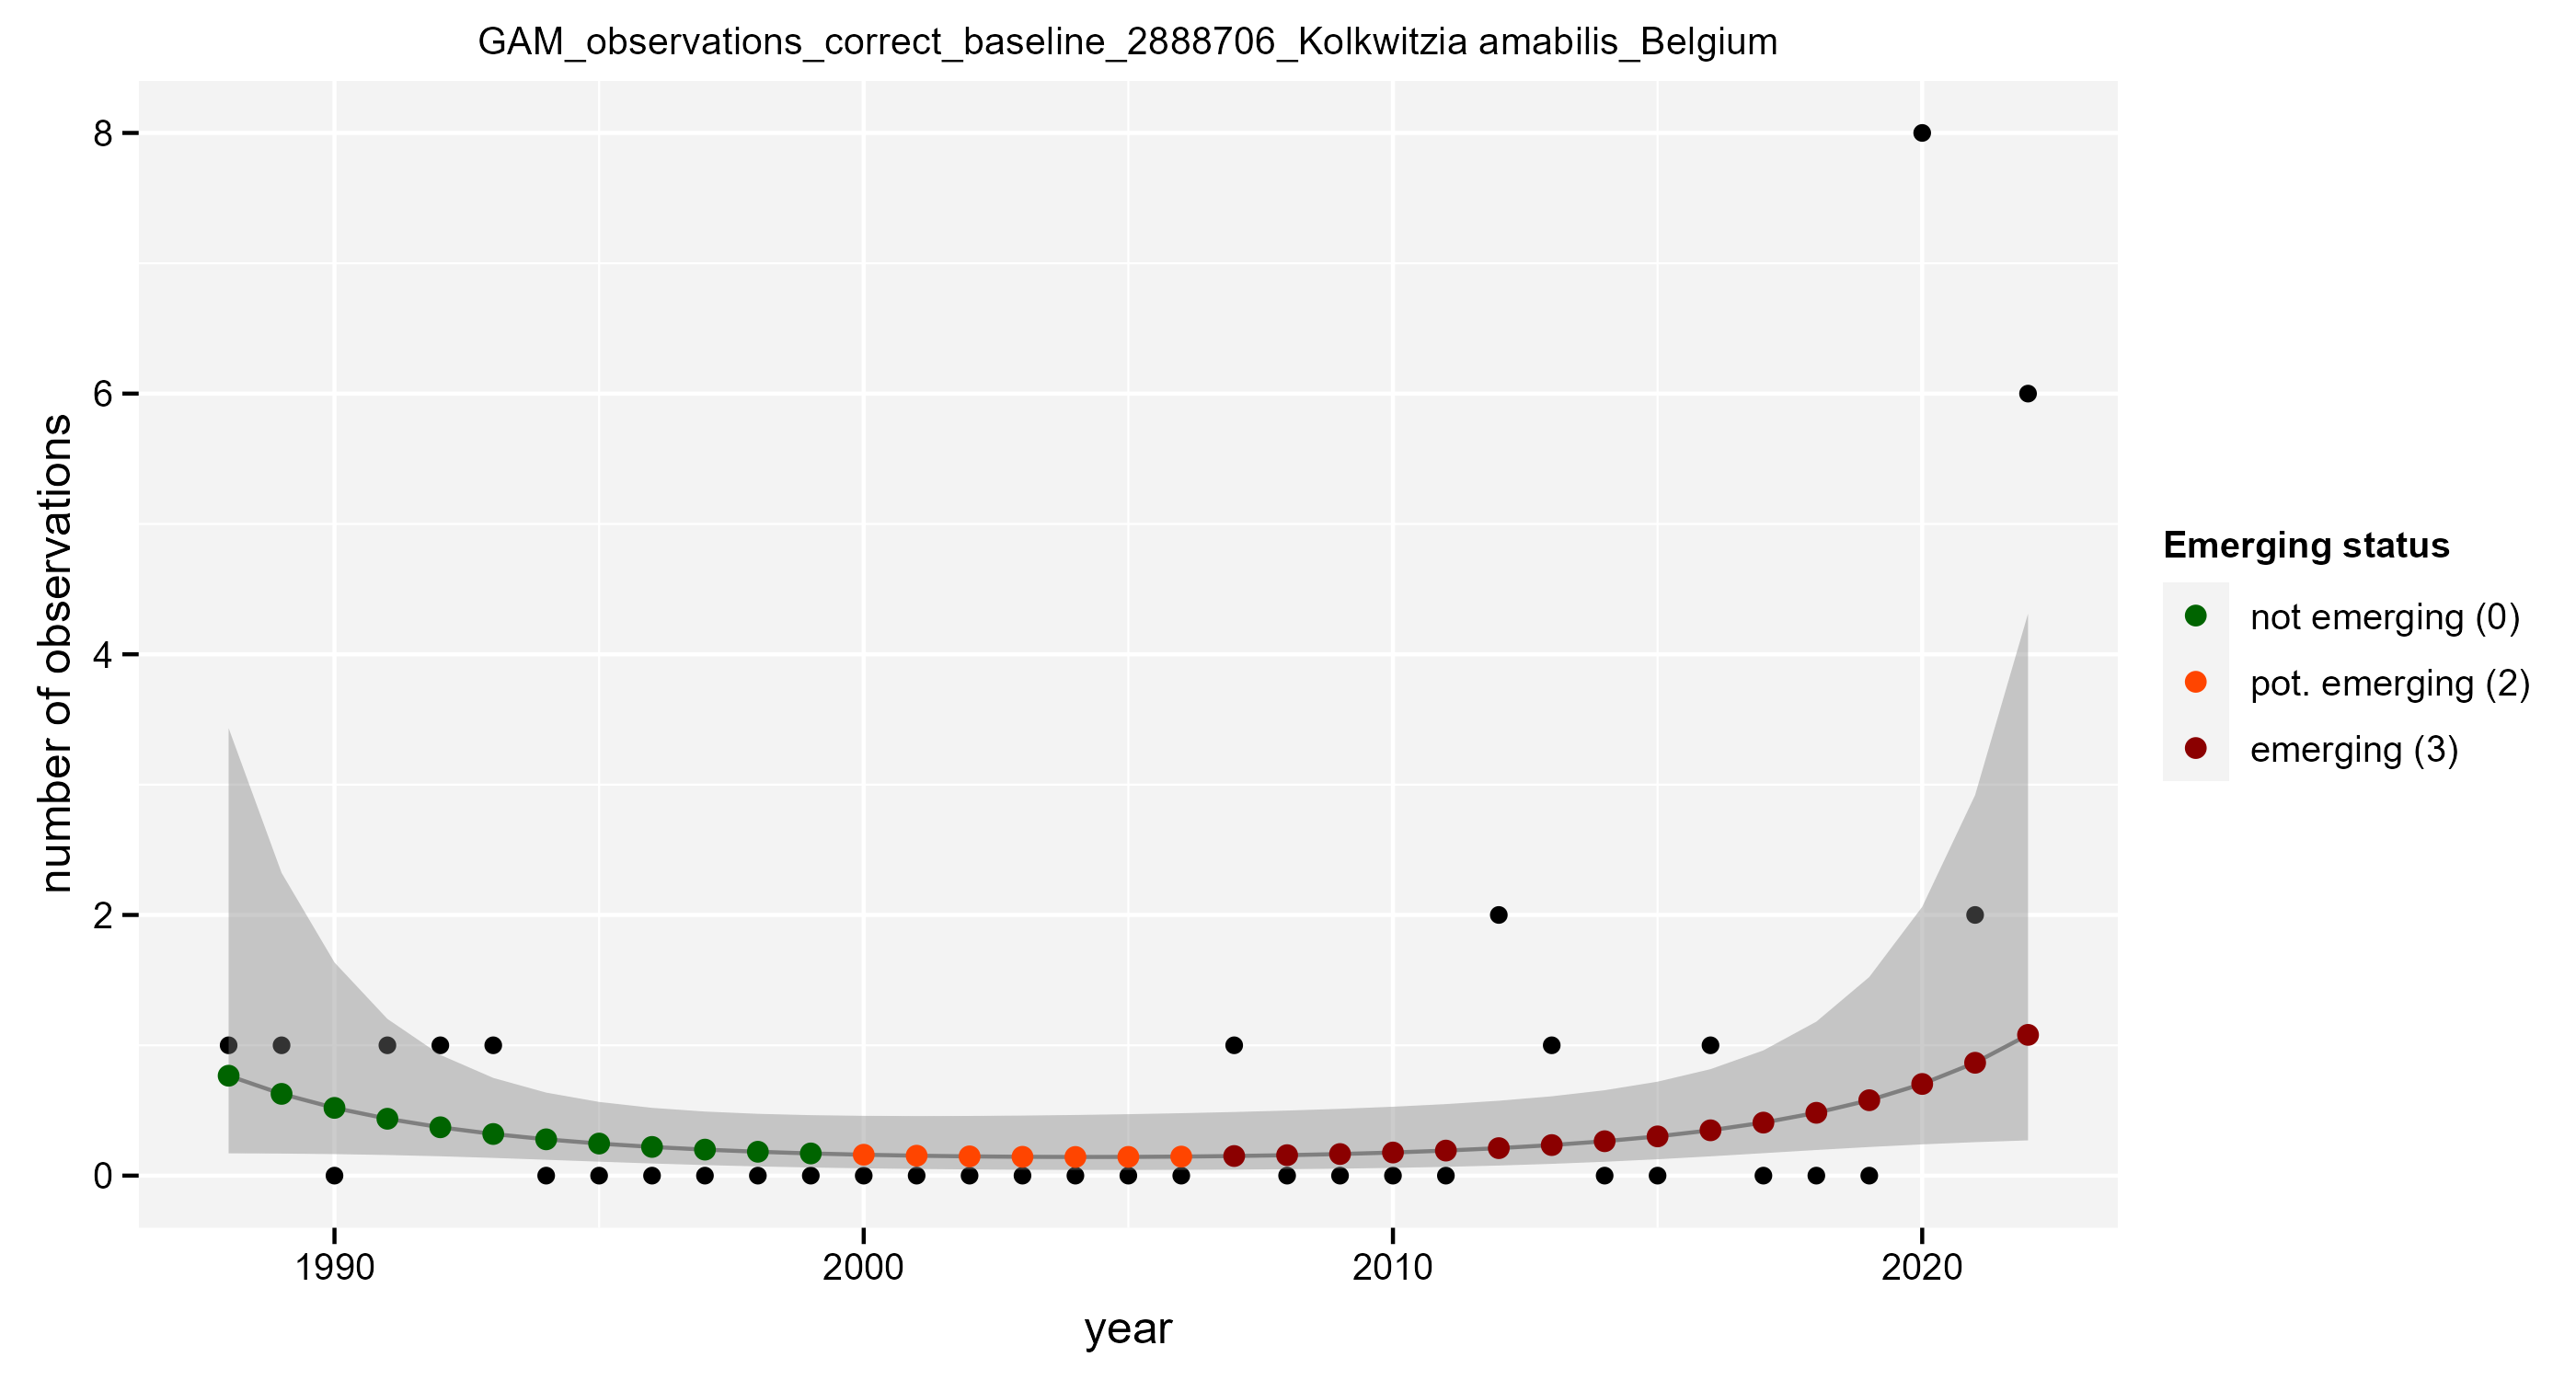 GAM_observations_correct_baseline_2888706_Kolkwitzia amabilis_Belgium
8
6
4
2
0
number of observations
1990
2000
2010
2020
year
Emerging status
not emerging (0)
pot. emerging (2)
emerging (3)